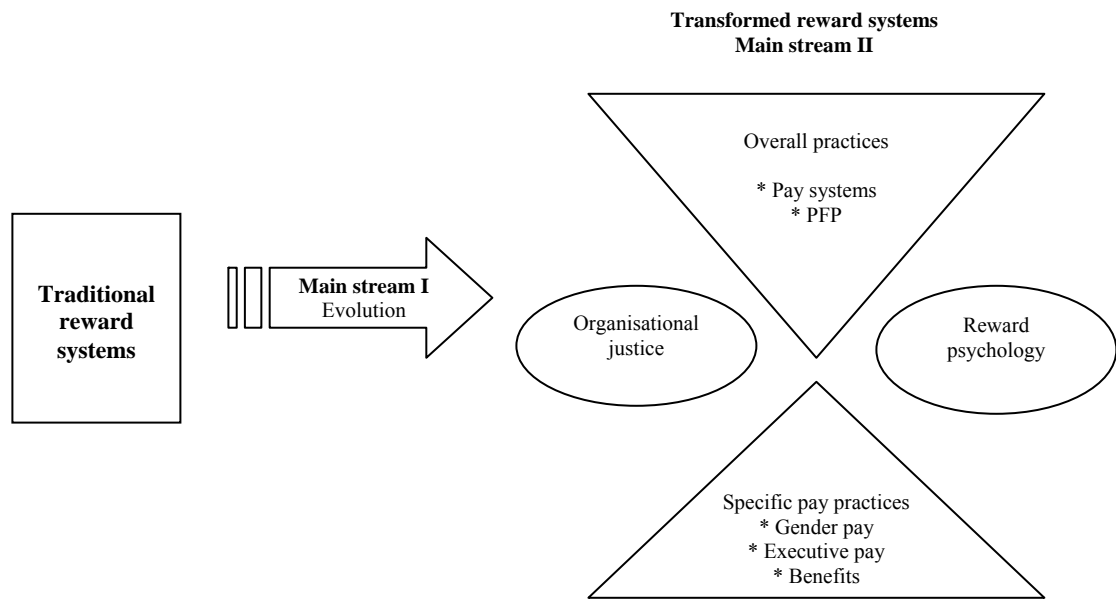 Transformed reward systems
Main stream II
Overall practices
* Pay systems
* PFP
Traditional
reward
systems
Main stream I
Evolution
Organisational
justice
Reward
psychology
Specific pay practices
* Gender pay
* Executive pay
* Benefits